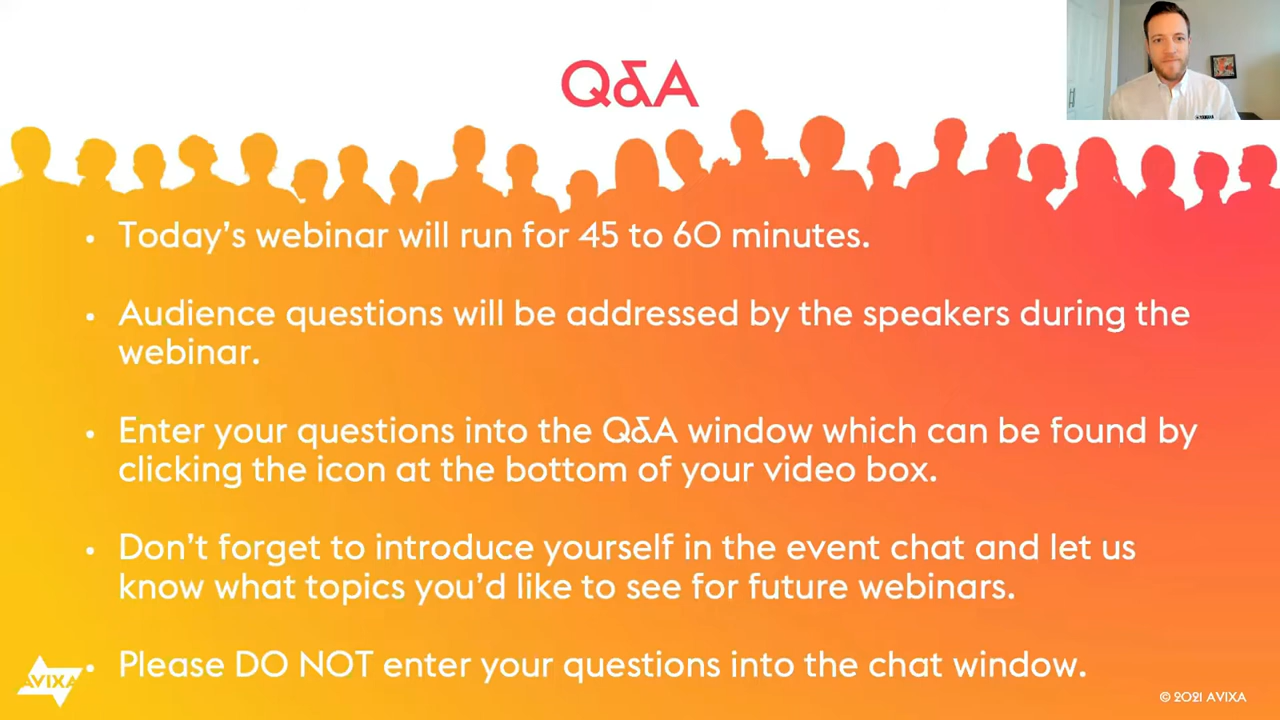 Q&A
• Today’s webinar will run for 45 to 60 minutes.
• Audience questions will be addressed by the speakers during the
webinar.
• Enter your questions into the Q&A window which can be found by
clicking the icon at the bottom of your video box.
• Don’t forget to introduce yourself in the event chat and let us
know what topics you’d like to see for future webinars.
• Please DO NOT enter your questions into the chat window.
AVIXA
© 2021 AVIXA